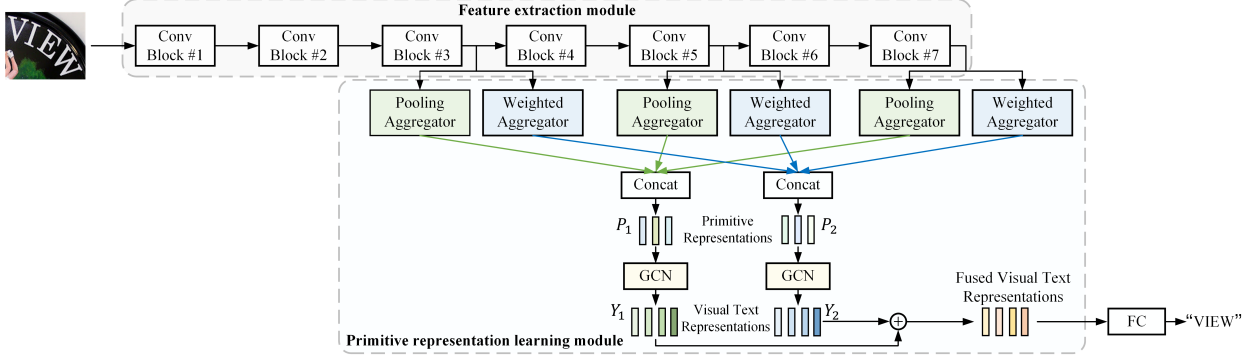 VIEW
Feature extraction module
Conv
Block #1
Conv
Block #2
Conv
Block #3
Conv
Block #4
Conv
Block #5
Conv
Block #6
Conv
Block #7
Pooling
Aggregator
Weighted
Aggregator
Pooling
Aggregator
Weighted
Aggregator
Pooling
Aggregator
Weighted
Aggregator
Concat
Concat
P₁
Primitive
Representations
P₂
GCN
GCN
Fused Visual Text
Representations
Y₁
Visual Text
Representations
Y₂
FC
“VIEW”
Primitive representation learning module